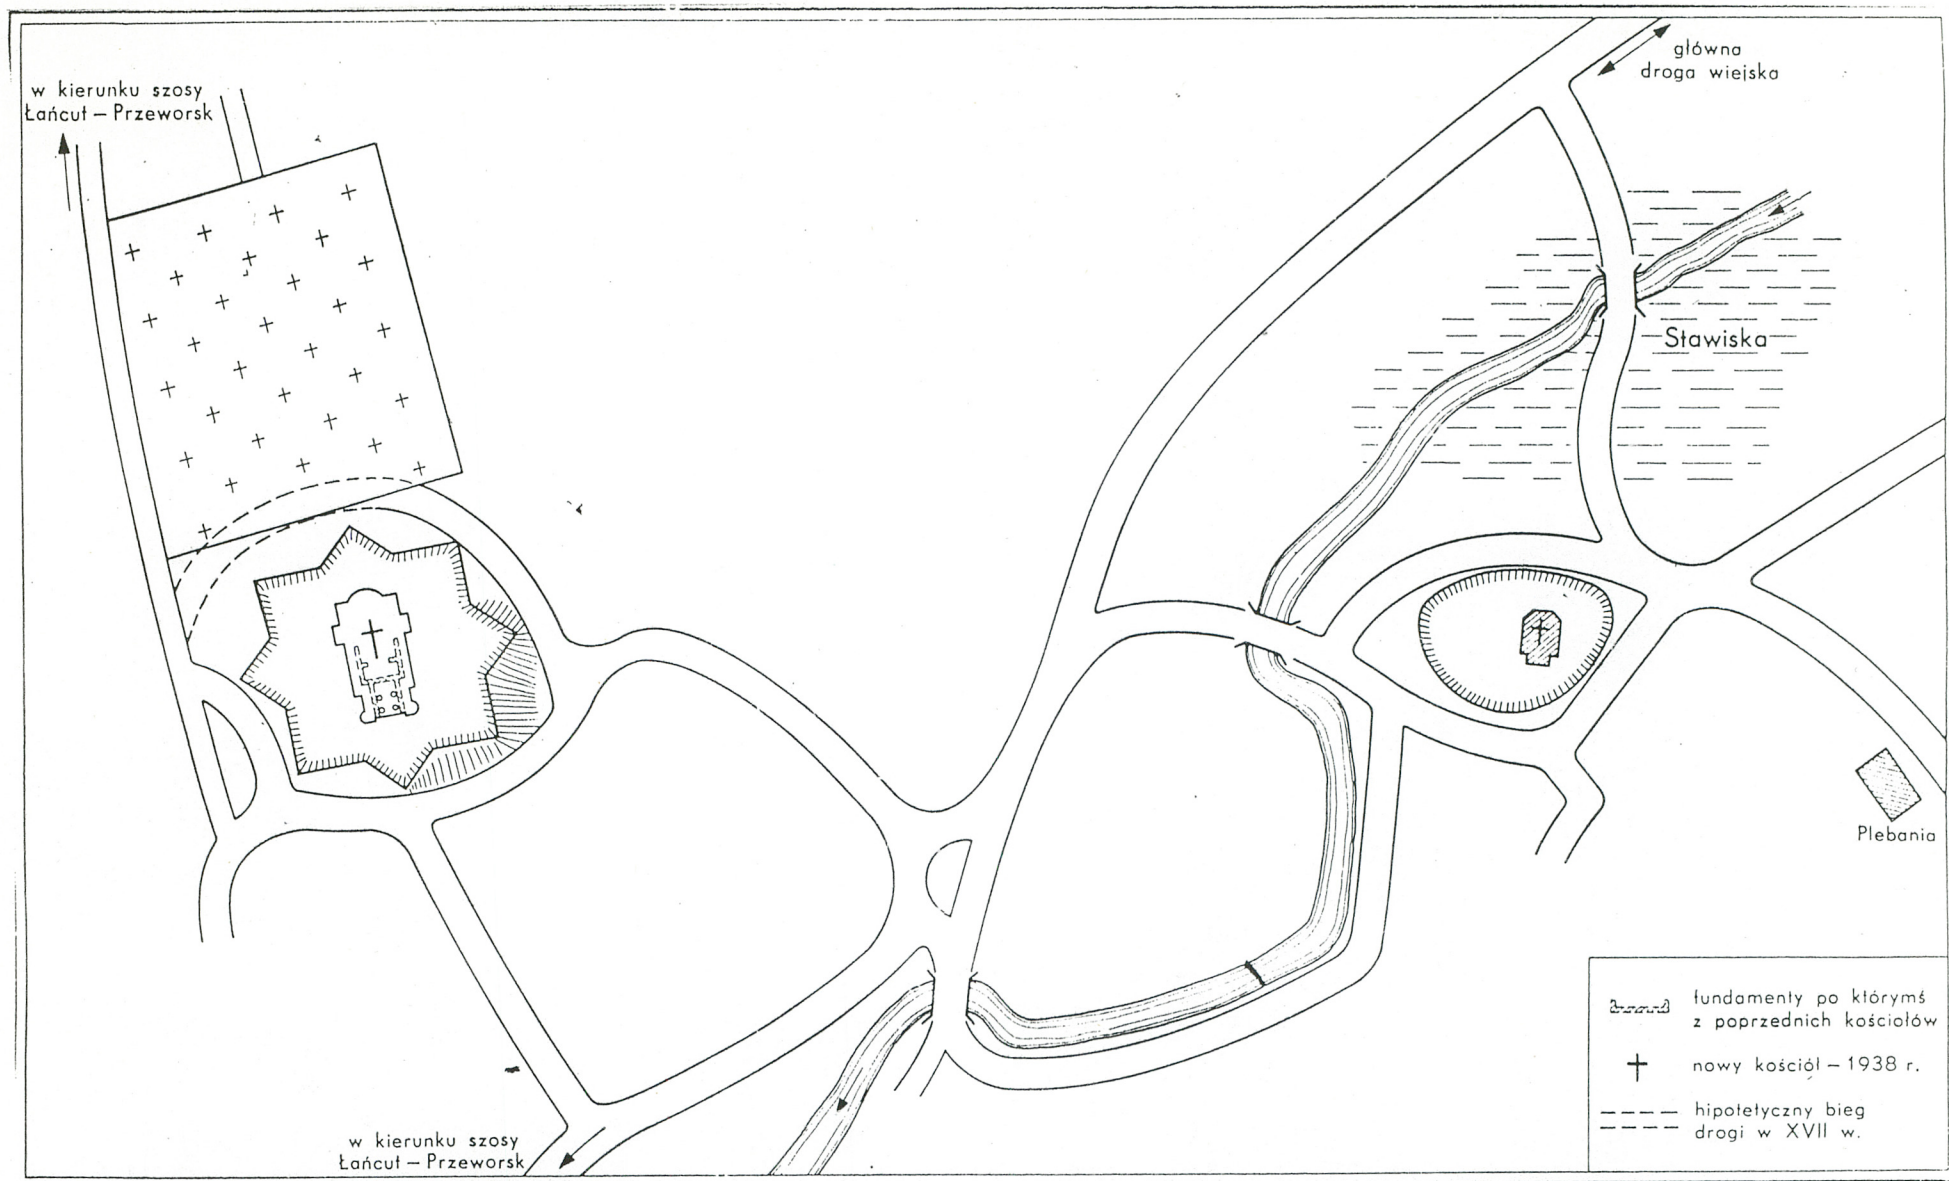 w kierunku szosy
Łańcut – Przeworsk
główna
droga wiejska
Stawiska
Plebania
w kierunku szosy
Łańcut – Przeworsk
fundamenty po którymś
z poprzednich kościołów
nowy kościół – 1938 r.
hipotetyczny bieg
drogi w XVII w.